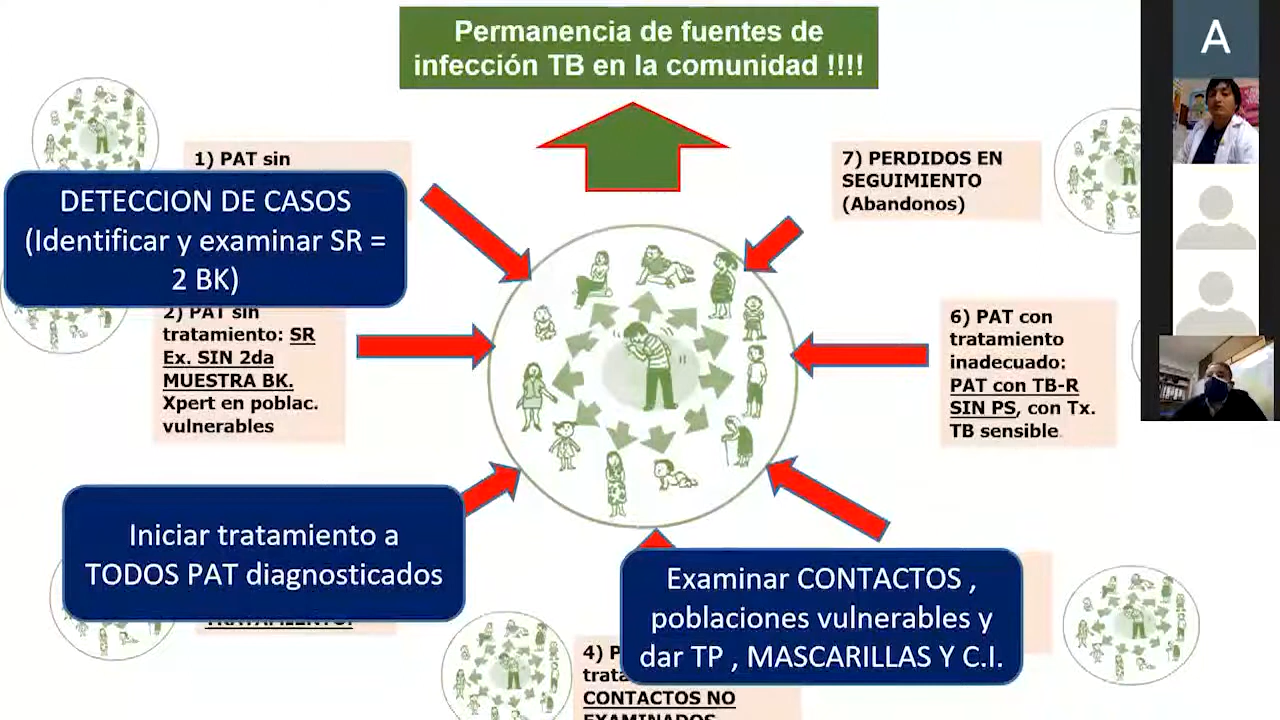 Permanencia de fuentes de
infección TB en la comunidad !!!!
A
1) PAT sin
DETECCION DE CASOS
(Identificar y examinar SR =
2 BK)
2) PAT sin
tratamiento: SR
Ex. SIN 2da
MUESTRA BK.
Xpert en poblac.
vulnerables
7) PERDIDOS EN
SEGUIMIENTO
(Abandonos)
6) PAT con
tratamiento
inadecuado:
PAT con TB-R
SIN PS, con Tx.
TB sensible.
Iniciar tratamiento a
TODOS PAT diagnosticados
TRATAMIENTO.
Examinar CONTACTOS ,
poblaciones vulnerables y
dar TP , MASCARILLAS Y C.I.
4) P
trata
CONTACTOS NO
EXAMINADOS